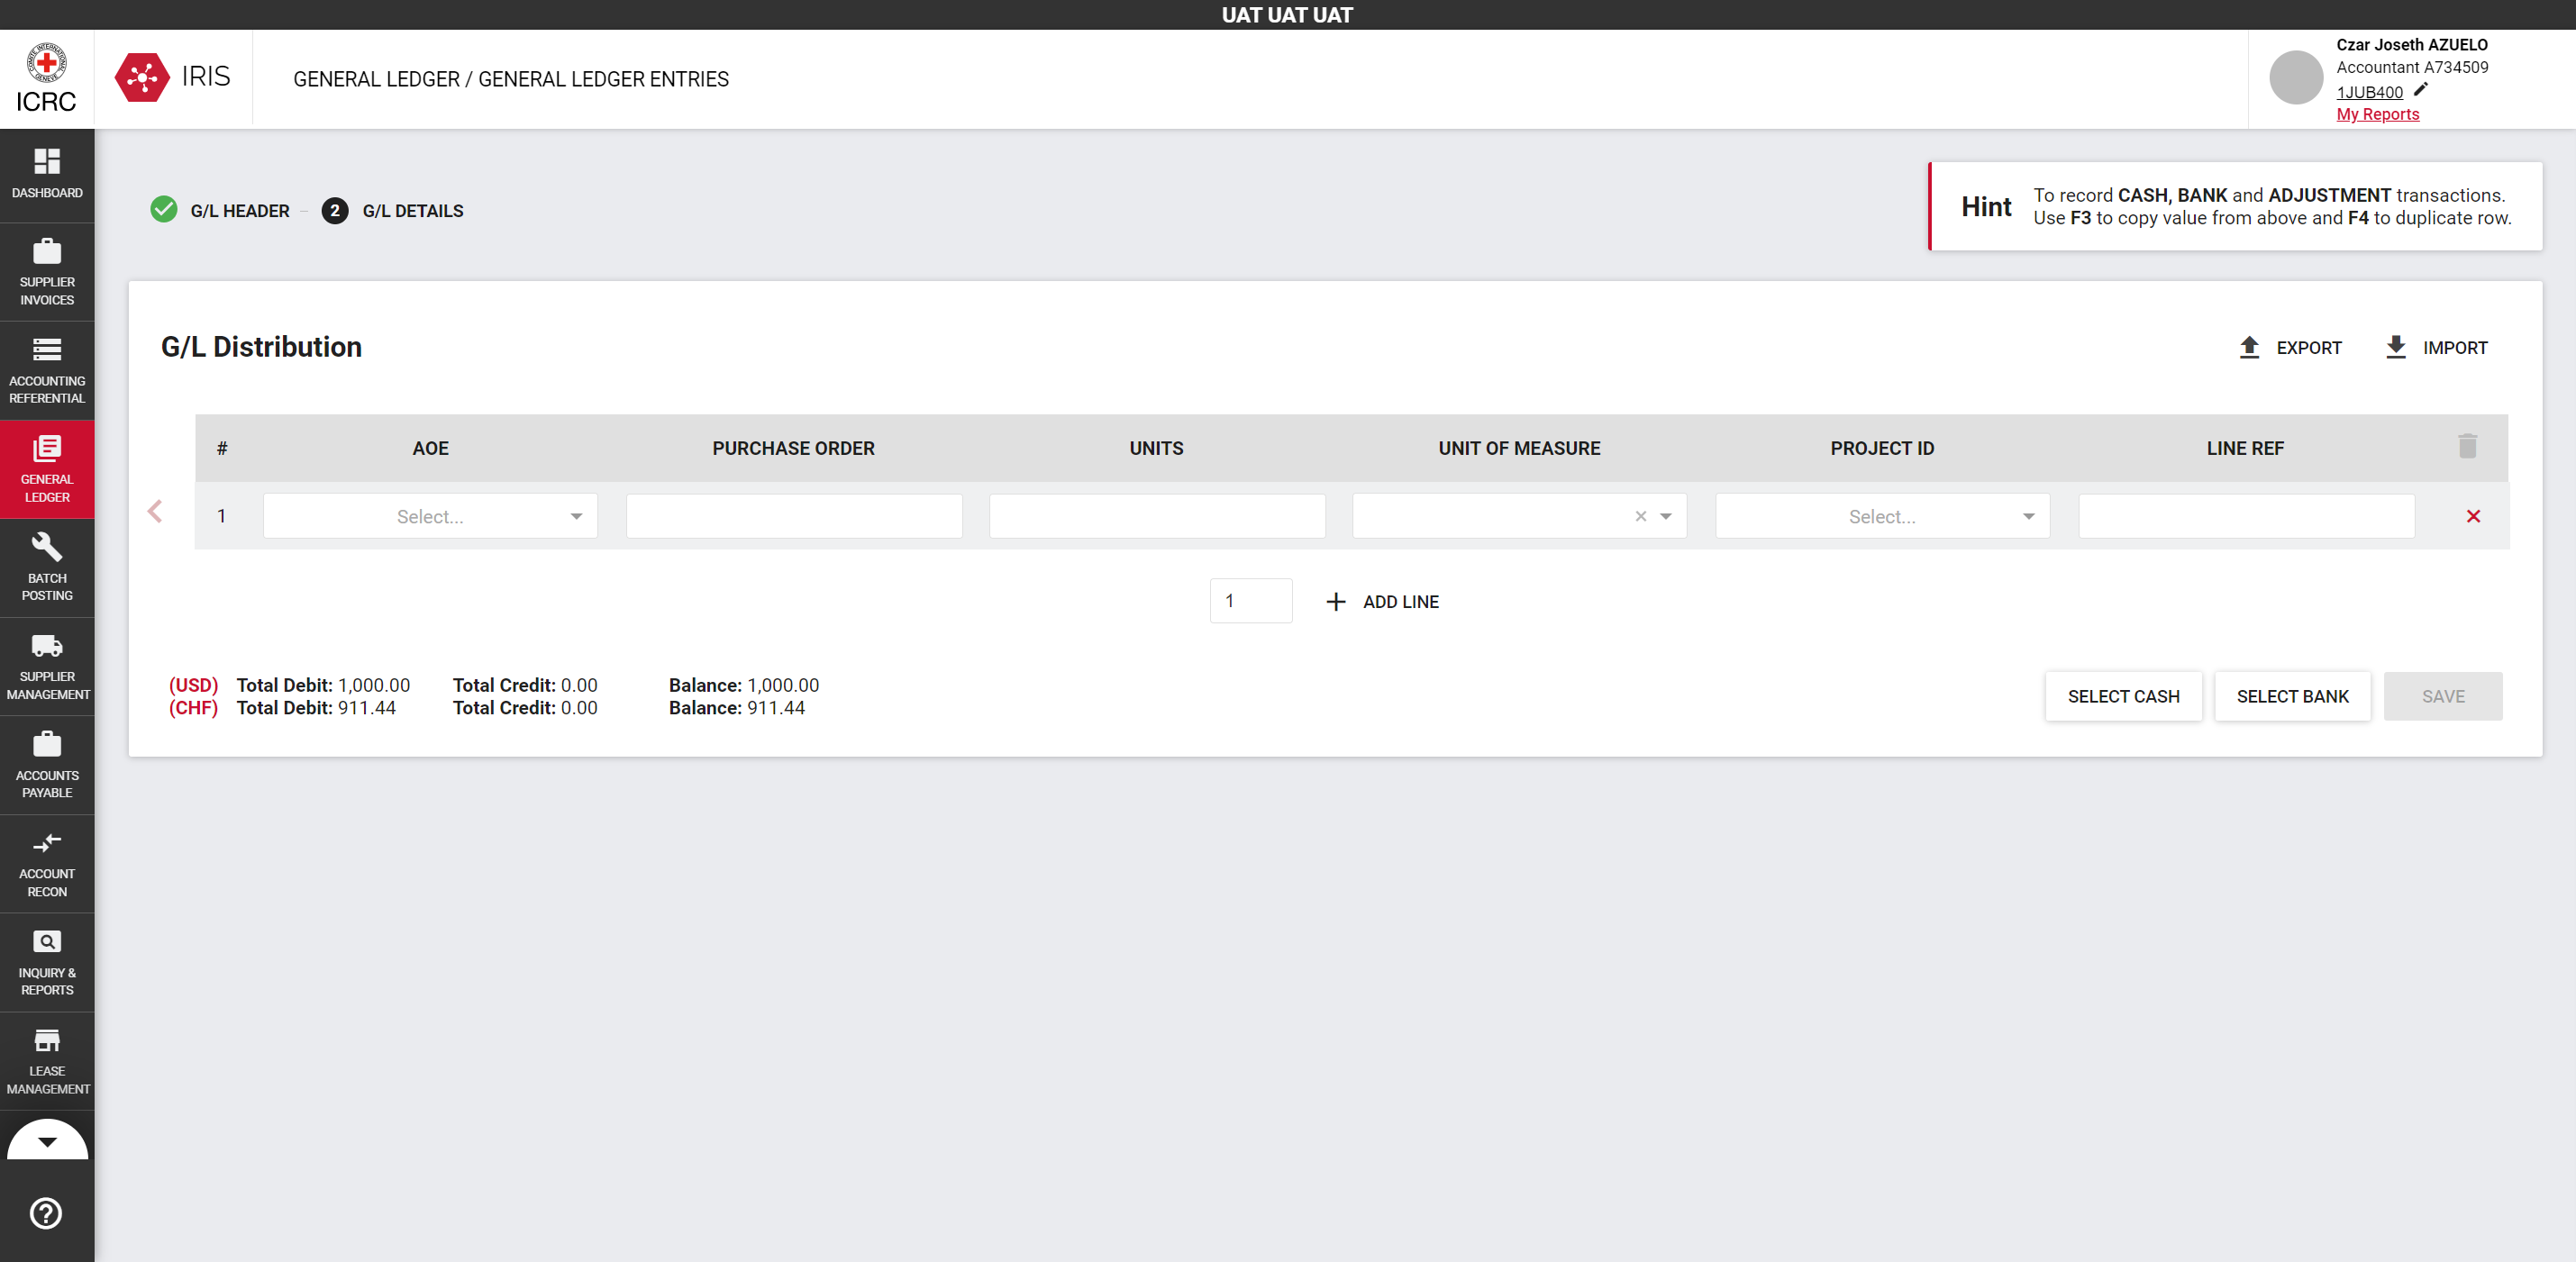 UAT UAT UAT
ICRC
IRIS
GENERAL LEDGER / GENERAL LEDGER ENTRIES
Czar Joseth AZUELO
Accountant A734509
1JUB400
My Reports
DASHBOARD
SUPPLIER
INVOICES
ACCOUNTING
REFERENTIAL
GENERAL
LEDGER
BATCH
POSTING
SUPPLIER
MANAGEMENT
ACCOUNTS
PAYABLE
ACCOUNT
RECON
INQUIRY &
REPORTS
LEASE
MANAGEMENT
G/L HEADER
2 G/L DETAILS
Hint
To record CASH, BANK and ADJUSTMENT transactions.
Use F3 to copy value from above and F4 to duplicate row.
G/L Distribution
EXPORT IMPORT
# AOE PURCHASE ORDER UNITS UNIT OF MEASURE PROJECT ID LINE REF
1 Select... Select...
1 ADD LINE
(USD) Total Debit: 1,000.00 Total Credit: 0.00 Balance: 1,000.00
(CHF) Total Debit: 911.44 Total Credit: 0.00 Balance: 911.44
SELECT CASH SELECT BANK SAVE